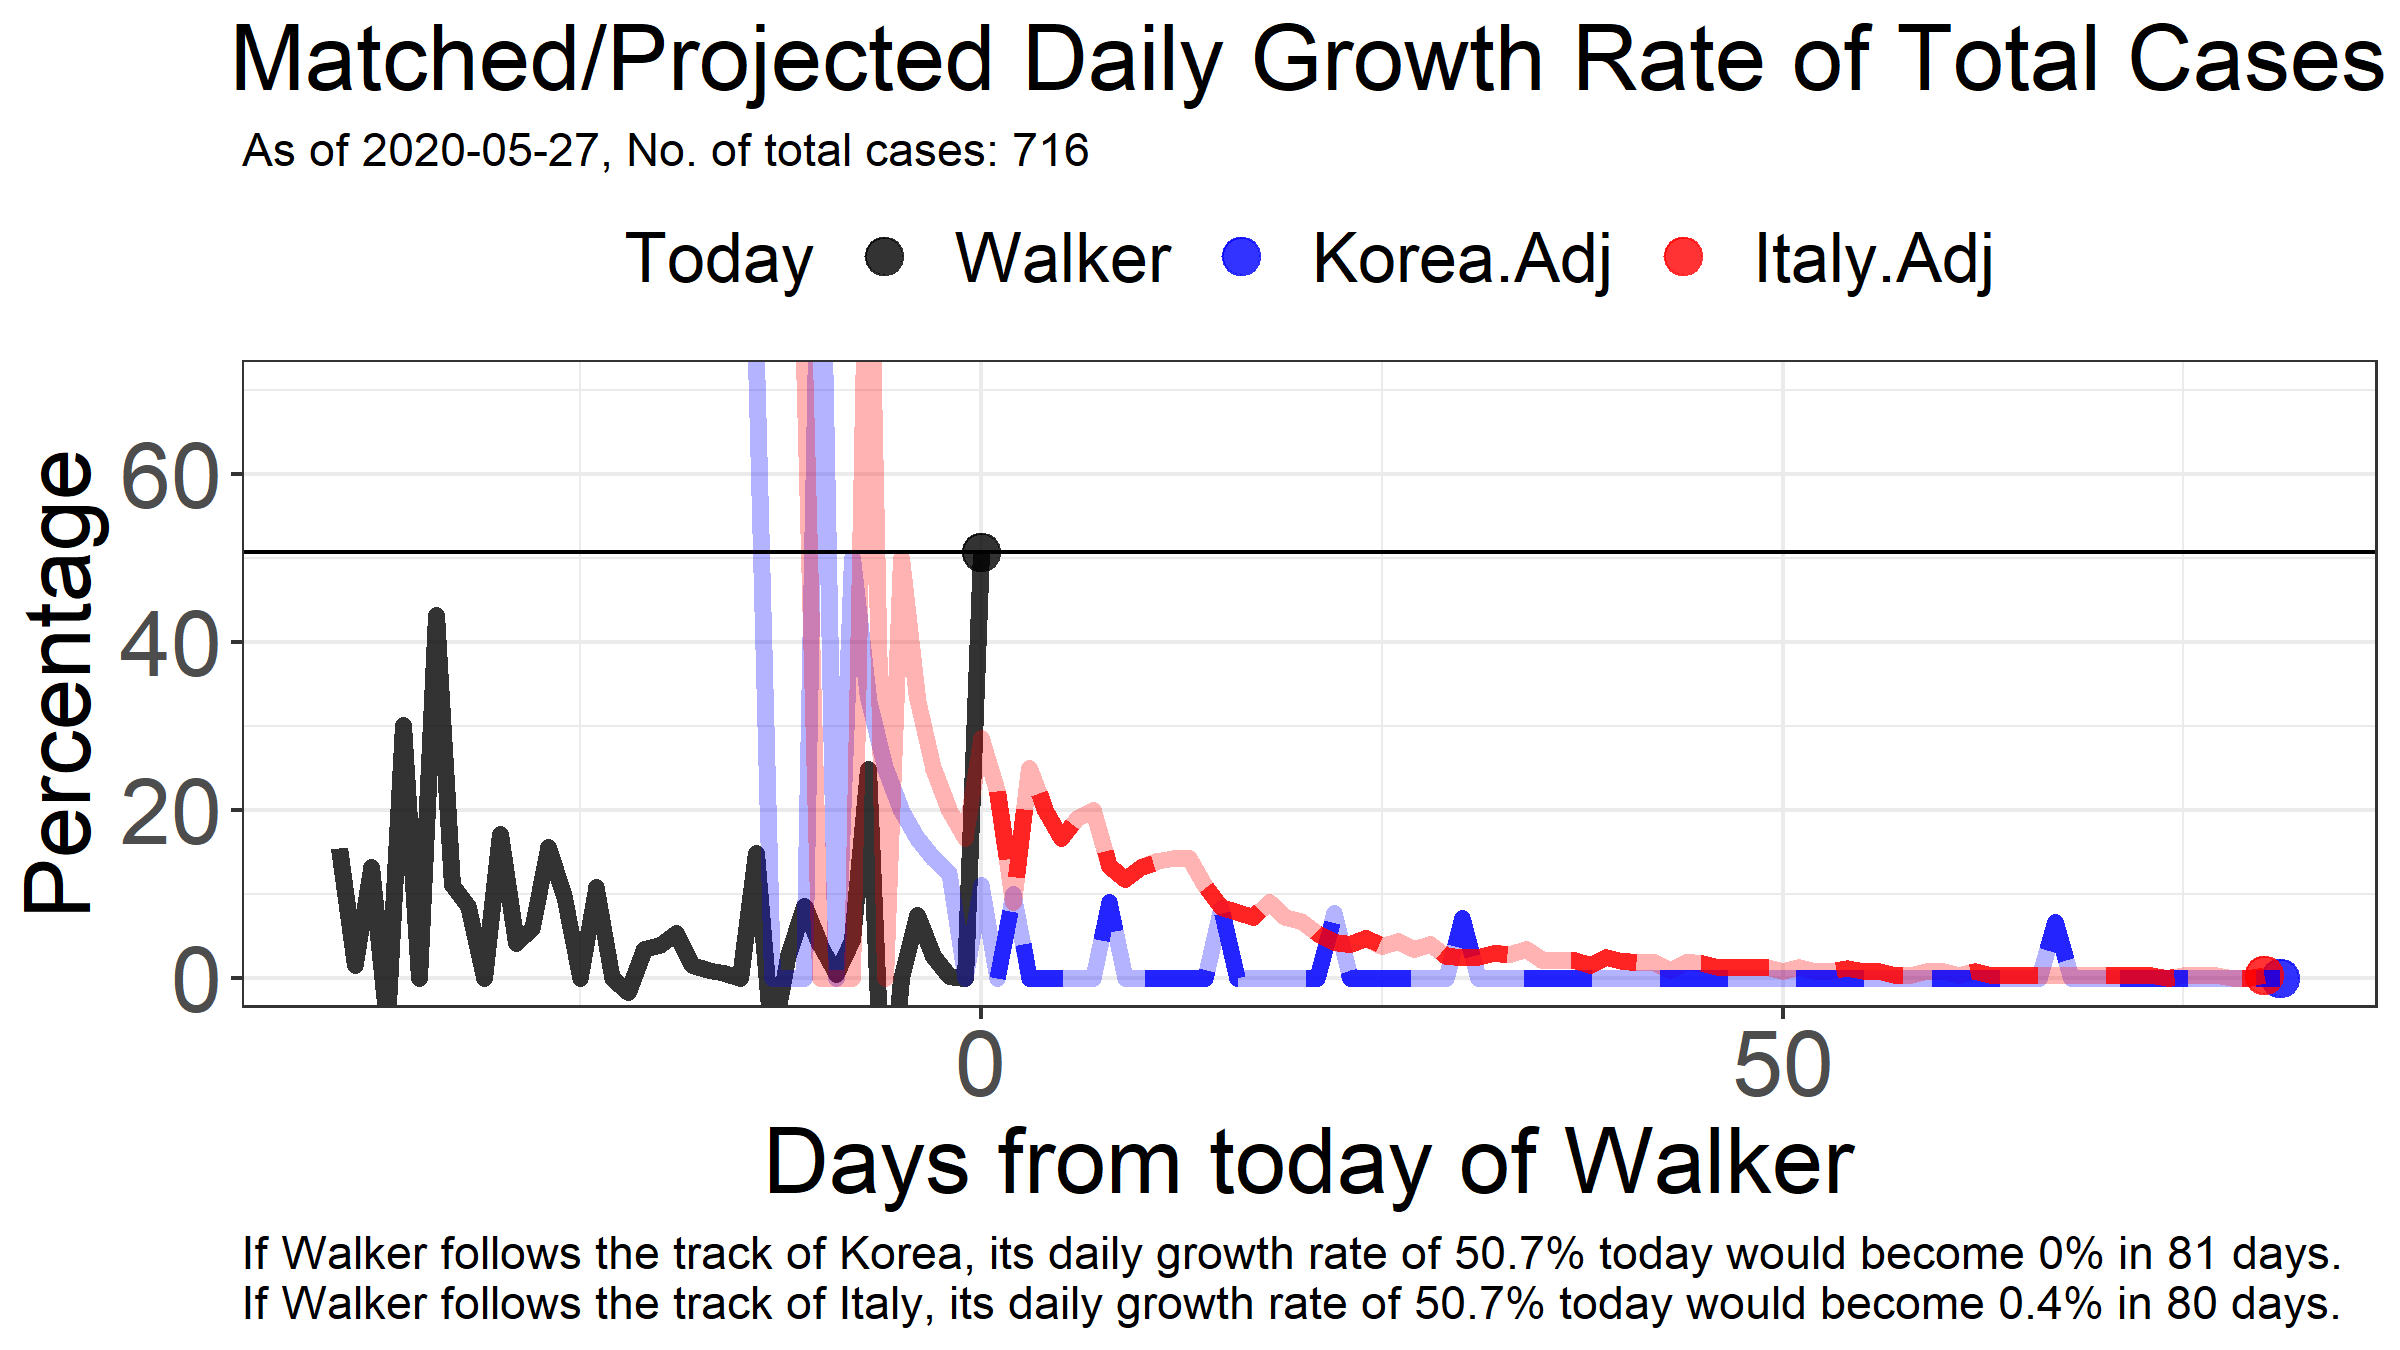 Matched/Projected Daily Growth Rate of Total Cases
As of 2020-05-27, No. of total cases: 716
Today Walker Korea.Adj Italy.Adj
Percentage
60
40
20
0
0 50
Days from today of Walker
If Walker follows the track of Korea, its daily growth rate of 50.7% today would become 0% in 81 days.
If Walker follows the track of Italy, its daily growth rate of 50.7% today would become 0.4% in 80 days.